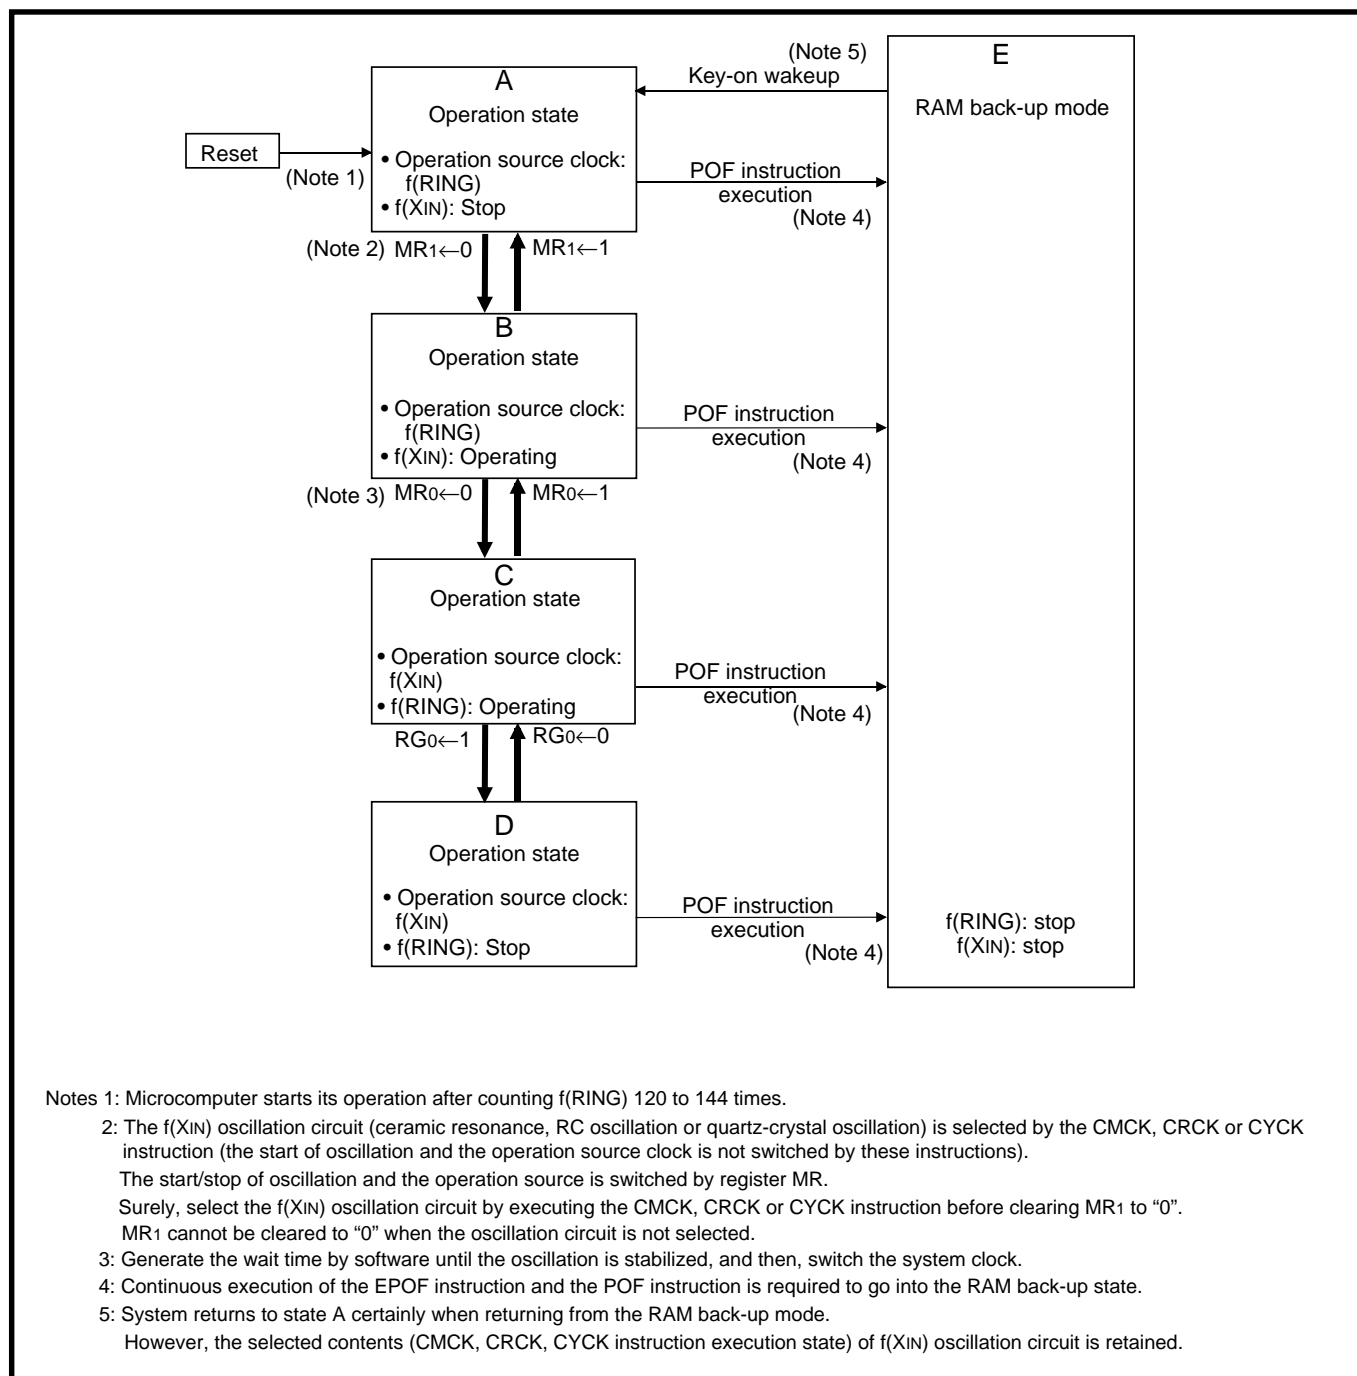 (Note 5)
Key-on wakeup
E
RAM back-up mode
A
Operation state
• Operation source clock:
f(RING)
• f(XIN): Stop
Reset
(Note 1)
POF instruction
execution
(Note 4)
(Note 2) MR1←0
MR1←1
B
Operation state
• Operation source clock:
f(RING)
• f(XIN): Operating
POF instruction
execution
(Note 4)
(Note 3) MR0←0
MR0←1
C
Operation state
• Operation source clock:
f(XIN)
• f(RING): Operating
POF instruction
execution
(Note 4)
RG0←1
RG0←0
D
Operation state
• Operation source clock:
f(XIN)
• f(RING): Stop
POF instruction
execution
(Note 4)
f(RING): stop
f(XIN): stop
Notes 1: Microcomputer starts its operation after counting f(RING) 120 to 144 times.
2: The f(XIN) oscillation circuit (ceramic resonance, RC oscillation or quartz-crystal oscillation) is selected by the CMCK, CRCK or CYCK
instruction (the start of oscillation and the operation source clock is not switched by these instructions).
The start/stop of oscillation and the operation source is switched by register MR.
Surely, select the f(XIN) oscillation circuit by executing the CMCK, CRCK or CYCK instruction before clearing MR1 to “0”.
MR1 cannot be cleared to “0” when the oscillation circuit is not selected.
3: Generate the wait time by software until the oscillation is stabilized, and then, switch the system clock.
4: Continuous execution of the EPOF instruction and the POF instruction is required to go into the RAM back-up state.
5: System returns to state A certainly when returning from the RAM back-up mode.
However, the selected contents (CMCK, CRCK, CYCK instruction execution state) of f(XIN) oscillation circuit is retained.